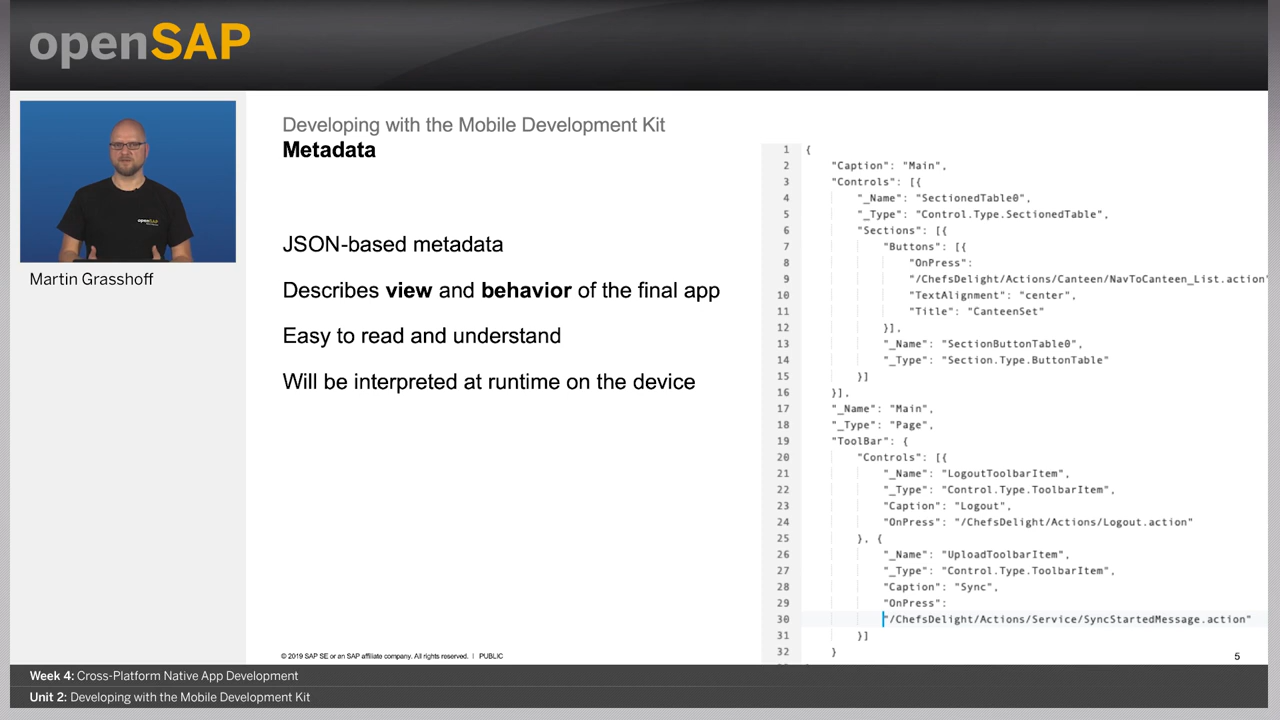 openSAP
openSAP
Martin Grasshoff
Developing with the Mobile Development Kit
Metadata
JSON-based metadata
Describes view and behavior of the final app
Easy to read and understand
Will be interpreted at runtime on the device
1 {
2 "Caption": "Main",
3 "Controls": [{
4 "_Name": "SectionedTable0",
5 "_Type": "Control.Type.SectionedTable",
6 "Sections": [{
7 "Buttons": [{
8 "OnPress":
9 "/ChefsDelight/Actions/Canteen/NavToCanteen_List.action"
10 "TextAlignment": "center",
11 "Title": "CanteenSet"
12 }],
13 "_Name": "SectionButtonTable0",
14 "_Type": "Section.Type.ButtonTable"
15 }]
16 }],
17 "_Name": "Main",
18 "_Type": "Page",
19 "ToolBar": {
20 "Controls": [{
21 "_Name": "LogoutToolbarItem",
22 "_Type": "Control.Type.ToolbarItem",
23 "Caption": "Logout",
24 "OnPress": "/ChefsDelight/Actions/Logout.action"
25 }, {
26 "_Name": "UploadToolbarItem",
27 "_Type": "Control.Type.ToolbarItem",
28 "Caption": "Sync",
29 "OnPress":
30 "/ChefsDelight/Actions/Service/SyncStartedMessage.action"
31 }]
32 }
© 2019 SAP SE or an SAP affiliate company. All rights reserved. | PUBLIC
5
Week 4: Cross-Platform Native App Development
Unit 2: Developing with the Mobile Development Kit